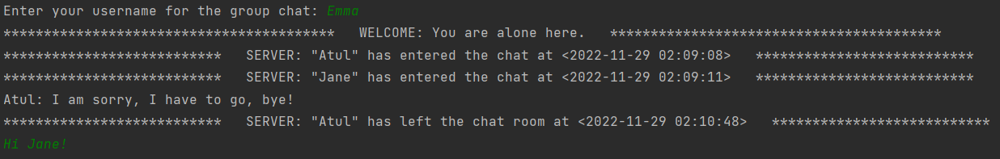 Enter your username for the group chat: Emma
***************************************** WELCOME: You are alone here. *****************************************
*************************** SERVER: "Atul" has entered the chat at <2022-11-29 02:09:08> ***************************
*************************** SERVER: "Jane" has entered the chat at <2022-11-29 02:09:11> ***************************
Atul: I am sorry, I have to go, bye!
*************************** SERVER: "Atul" has left the chat room at <2022-11-29 02:10:48> ***************************
Hi Jane!